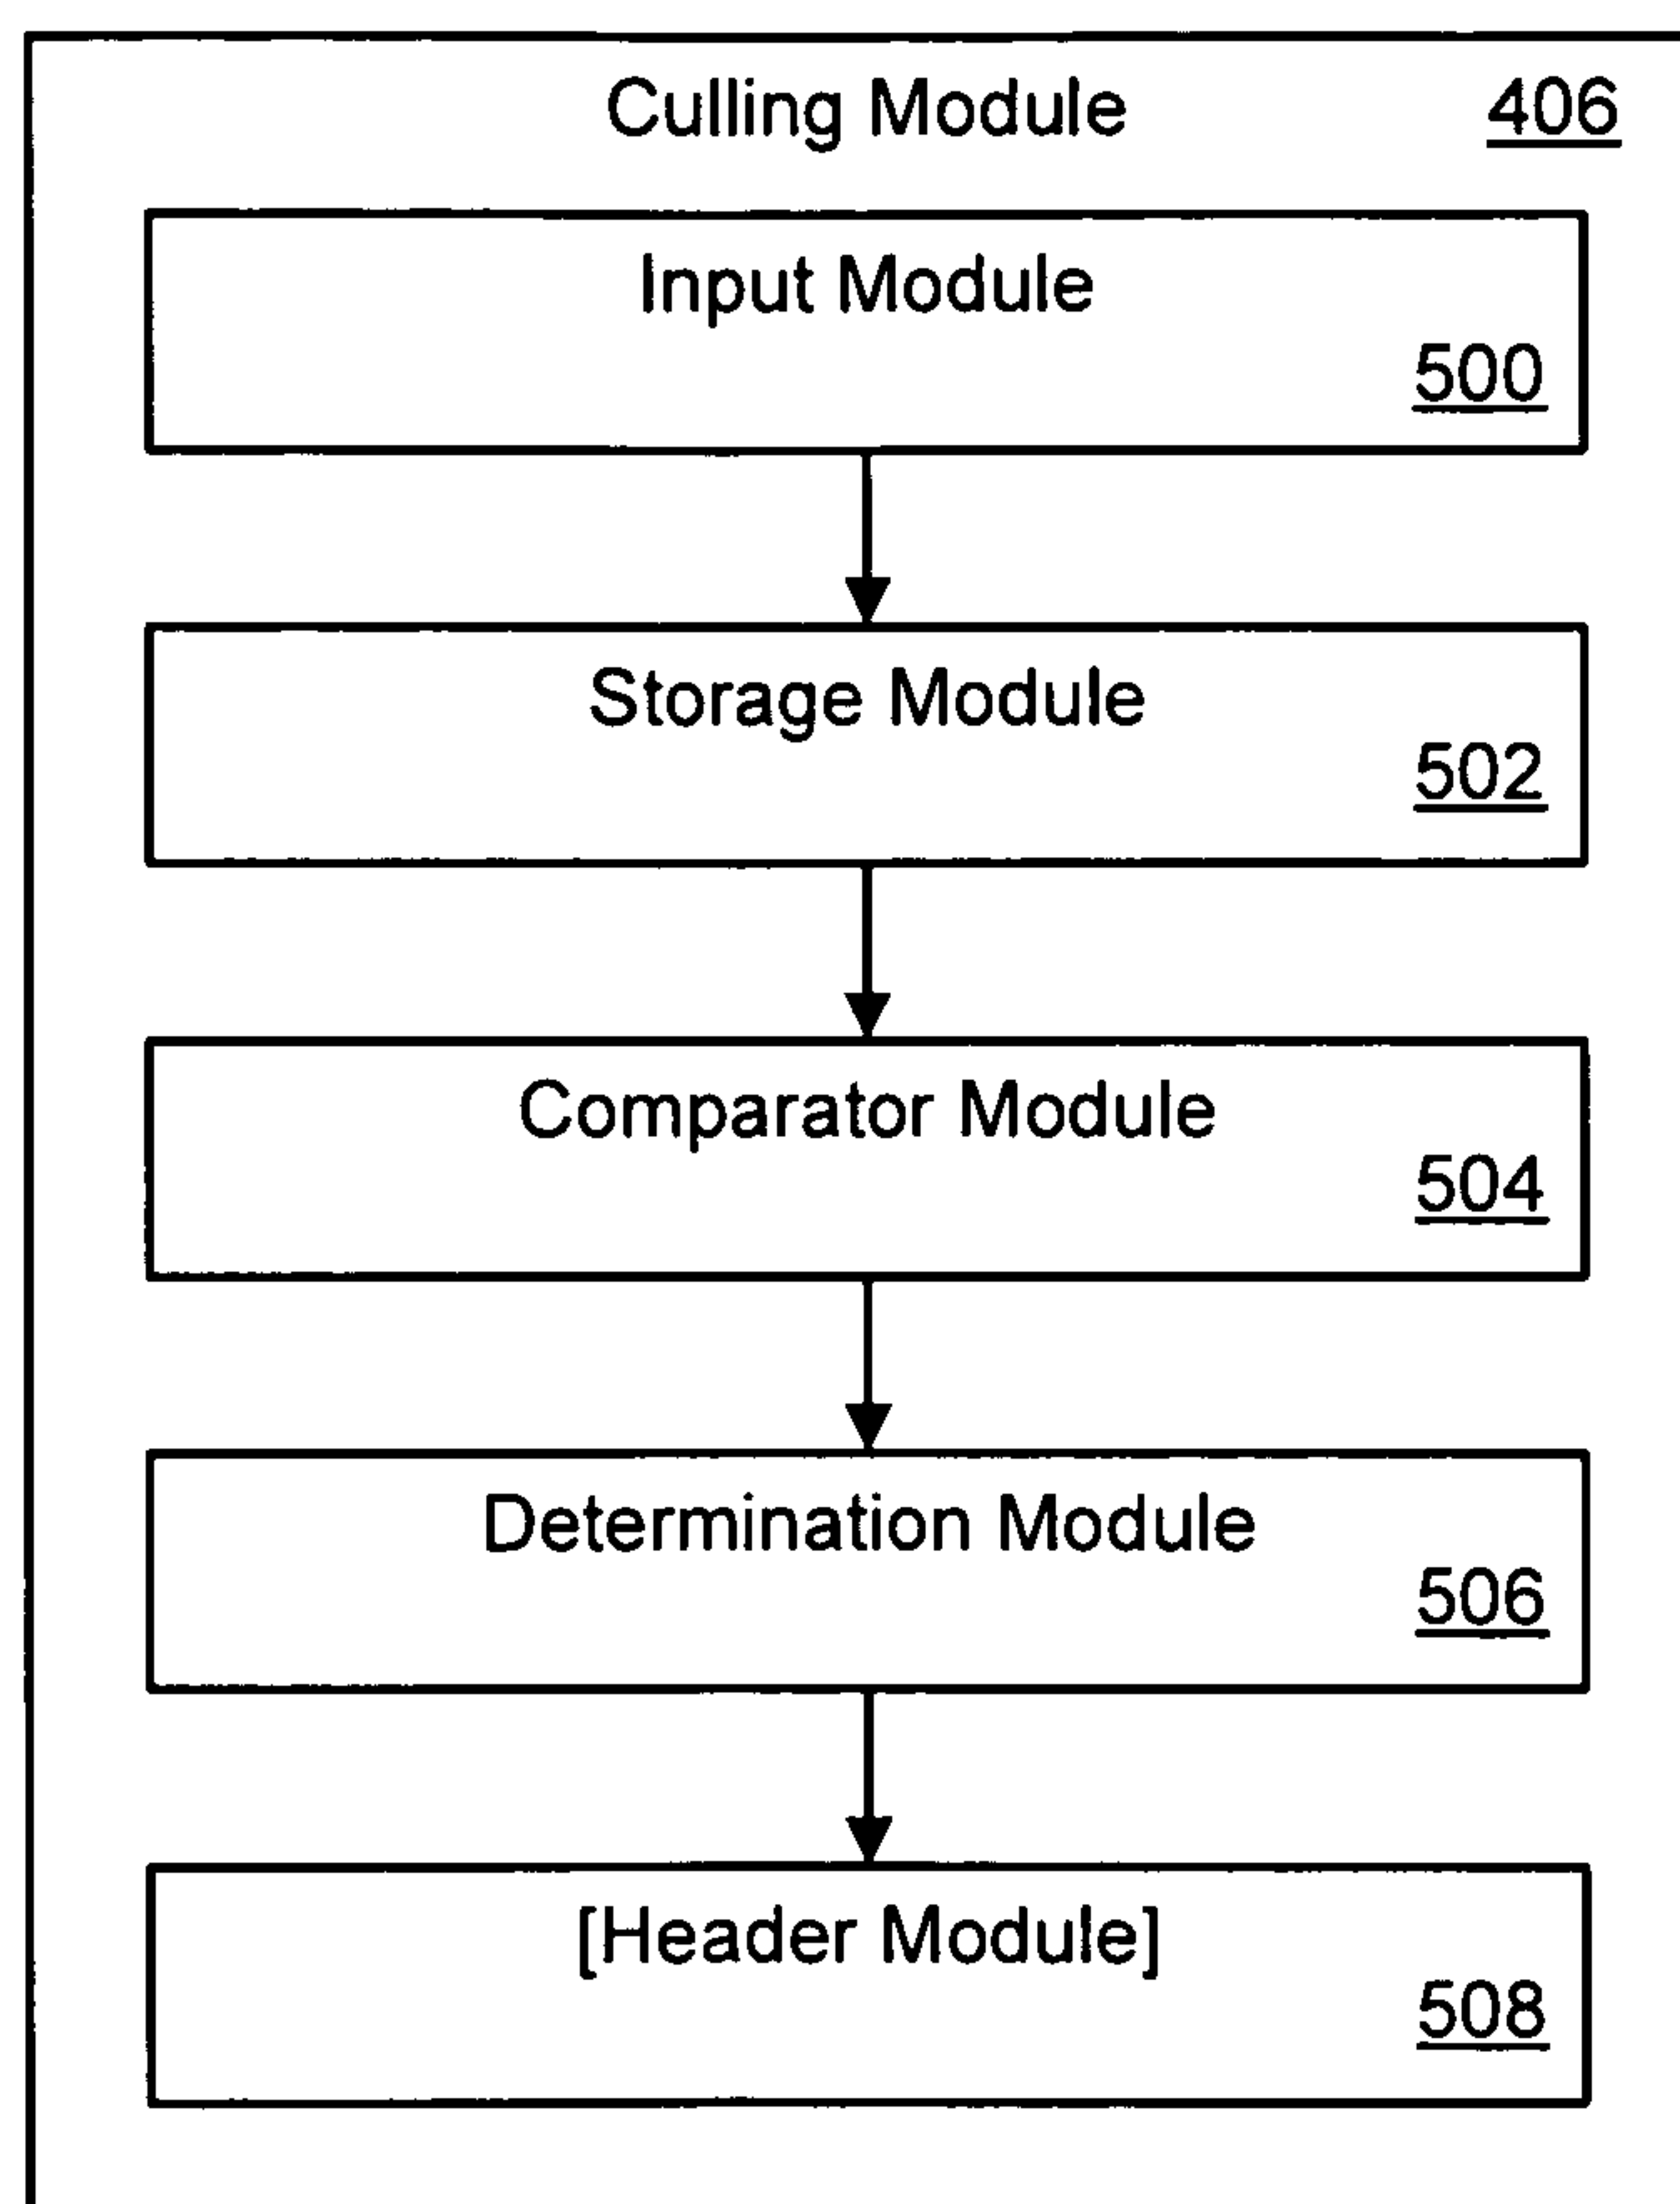 Culling Module 406
Input Module
500
Storage Module
502
Comparator Module
504
Determination Module
506
[Header Module]
508